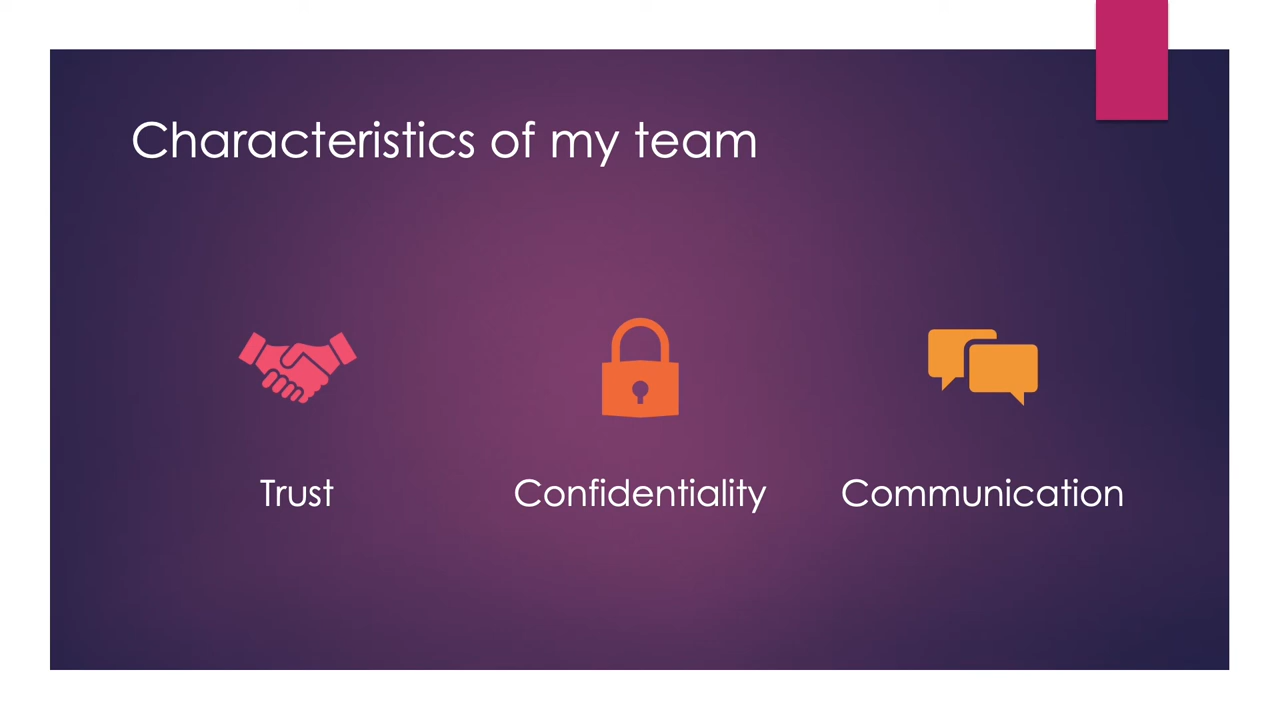 Characteristics of my team
Trust
Confidentiality
Communication